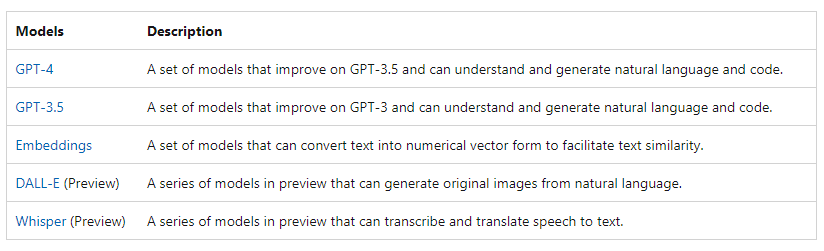 Models Description
GPT-4 A set of models that improve on GPT-3.5 and can understand and generate natural language and code.
GPT-3.5 A set of models that improve on GPT-3 and can understand and generate natural language and code.
Embeddings A set of models that can convert text into numerical vector form to facilitate text similarity.
DALL-E (Preview) A series of models in preview that can generate original images from natural language.
Whisper (Preview) A series of models in preview that can transcribe and translate speech to text.